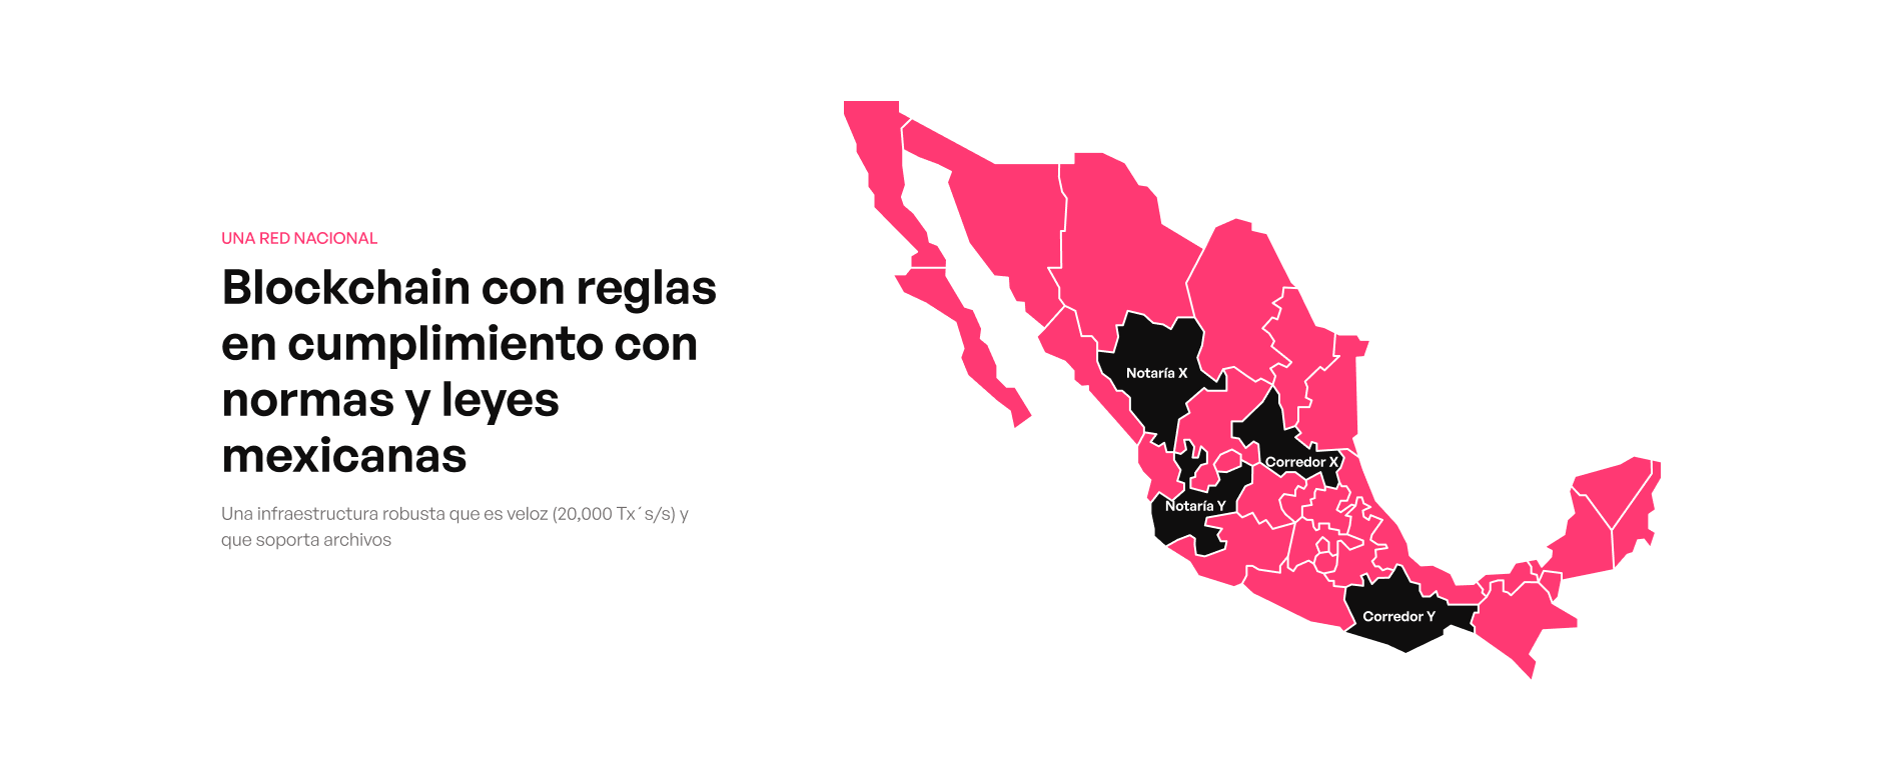 UNA RED NACIONAL
Blockchain con reglas
en cumplimiento con
normas y leyes
mexicanas
Una infraestructura robusta que es veloz (20,000 Tx´s/s) y
que soporta archivos
Notaría X
Corredor X
Notaría Y
Corredor Y